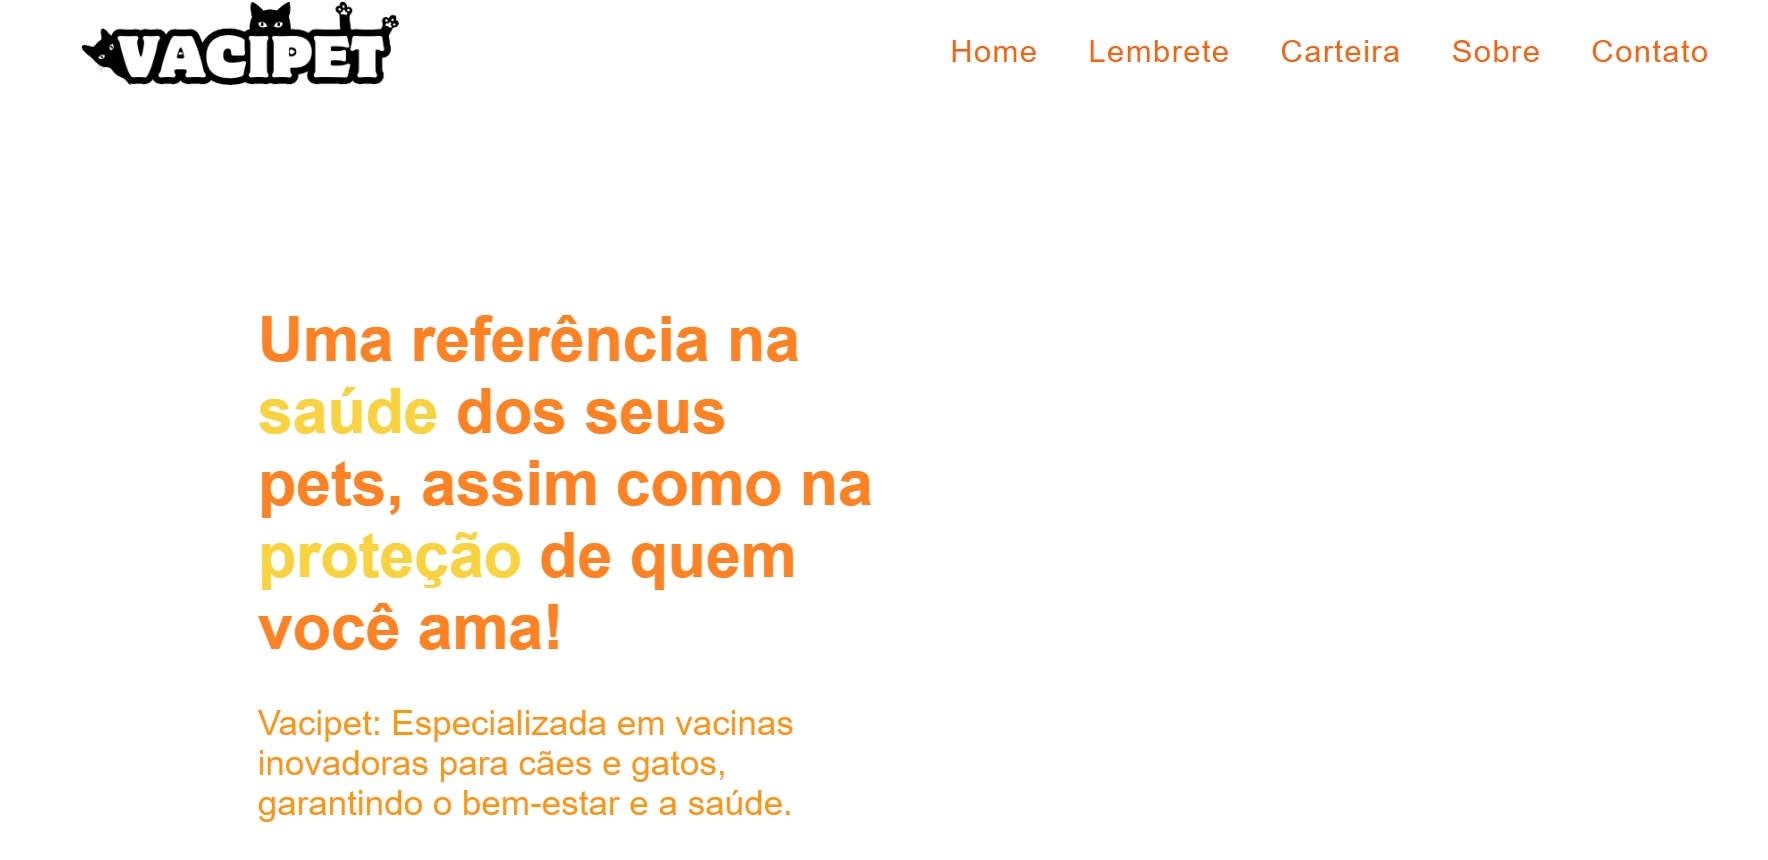 VACIPET
Home Lembrete Carteira Sobre Contato
Uma referência na
saúde dos seus
pets, assim como na
proteção de quem
você ama!
Vacipet: Especializada em vacinas
inovadoras para cães e gatos,
garantindo o bem-estar e a saúde.